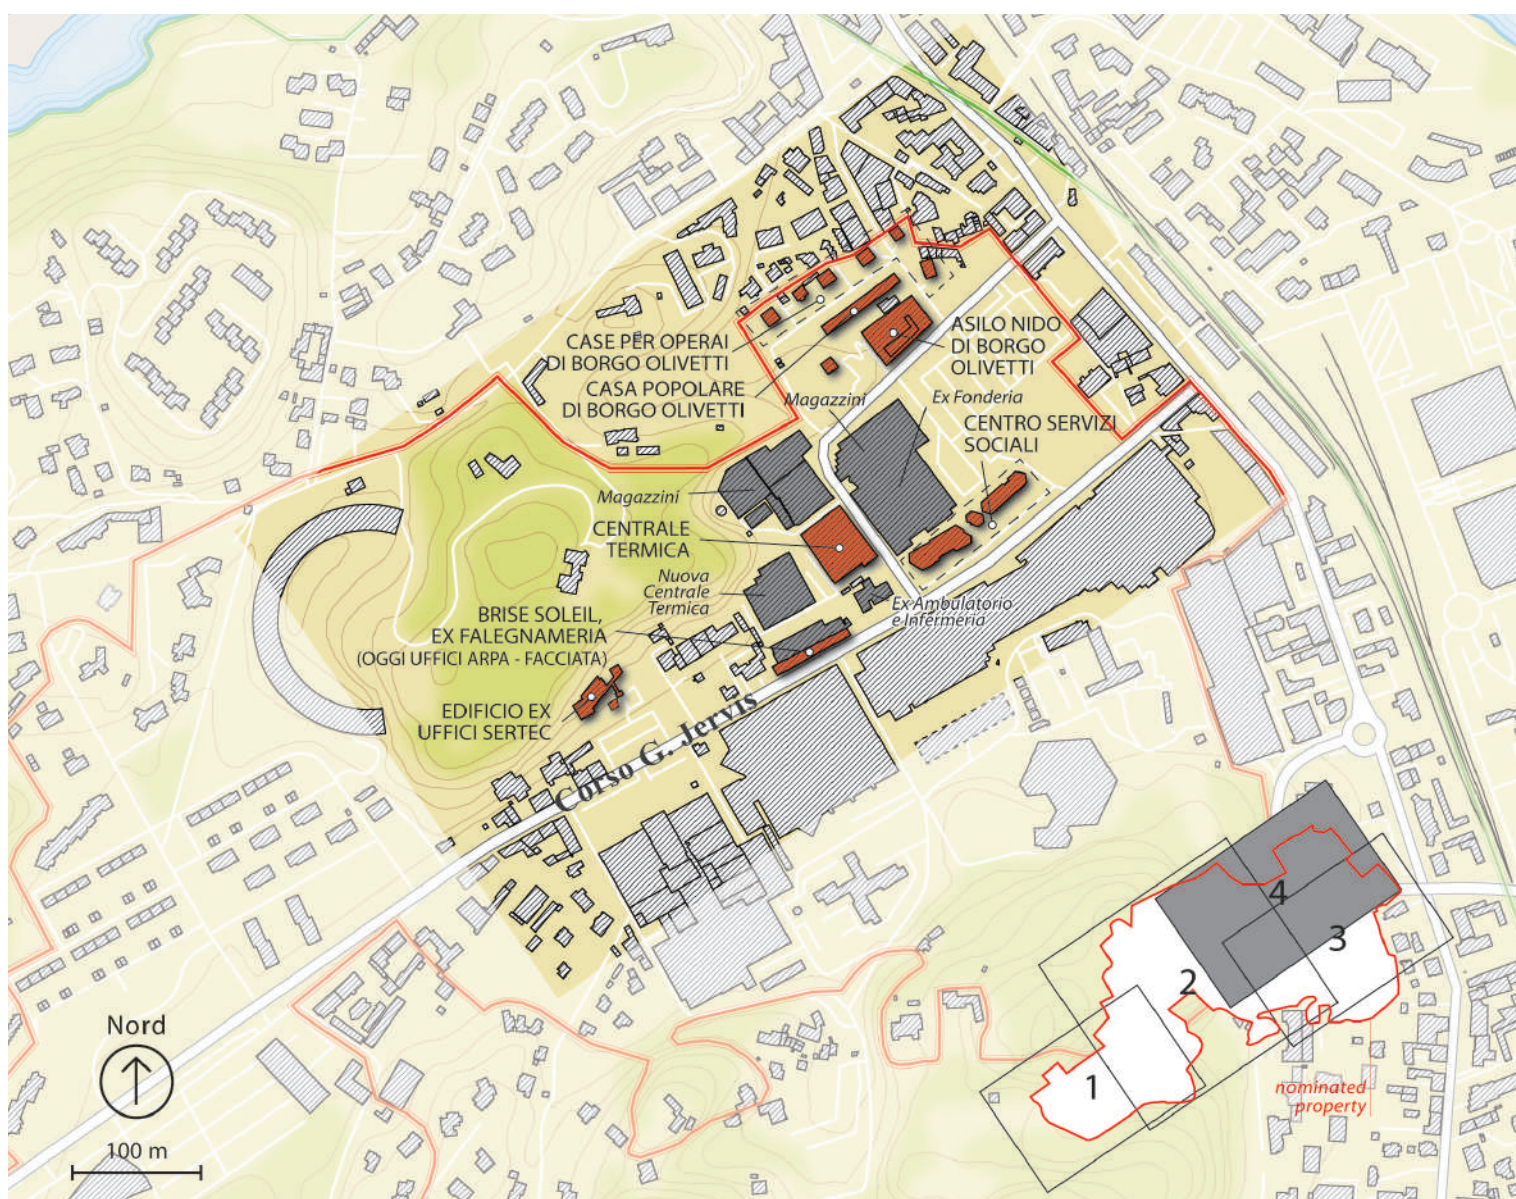 CASE PER OPERAI
DI BORGO OLIVETTI
CASA POPOLARE
DI BORGO OLIVETTI
ASILO NIDO
DI BORGO
OLIVETTI
Magazzini
Ex Fonderia
CENTRO SERVIZI
SOCIALI
Magazzini
CENTRALE
TERMICA
Nuova
Centrale
Termica
Ex Ambulatorio
e Infermeria
BRISE SOLEIL,
EX FALEGNAMERIA
(OGGI UFFICI ARPA - FACCIATA)
EDIFICIO EX
UFFICI SERTEC
Corso G. Jervis
4
3
2
1
nominated
property
Nord
100 m